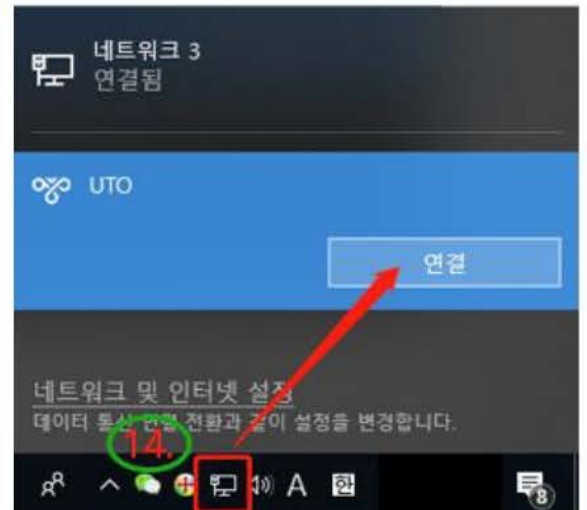 네트워크 3
연결됨
UTO
연결
네트워크 및 인터넷 설정
데이터 통신 연결 전환과 같이 설정을 변경합니다.
14.
A 한 8